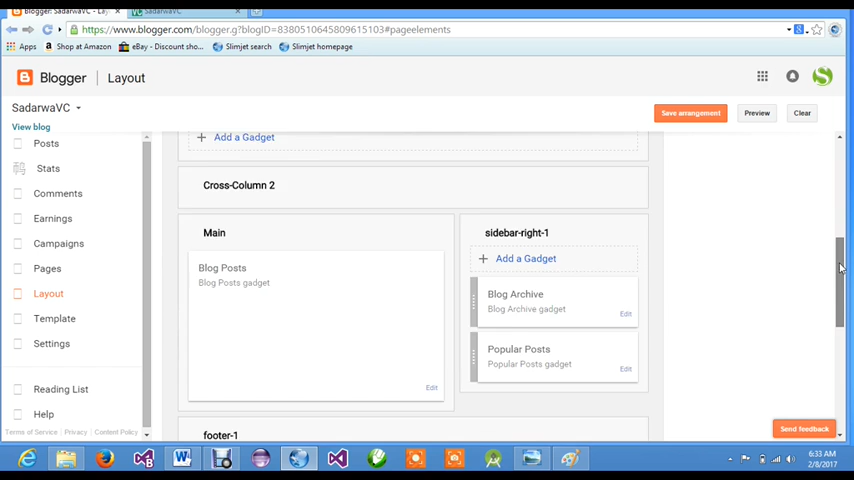 Blogger: SadarwaVC - Lay
SadarwaVC
https://www.blogger.com/blogger.g?blogID=8380510645809615103#pageelements
Apps Shop at Amazon eBay - Discount sho... Slimjet search Slimjet homepage
Blogger Layout
SadarwaVC
View blog
Save arrangement Preview Clear
Posts
Stats
Comments
Earnings
Campaigns
Pages
Layout
Template
Settings
Reading List
Help
Terms of Service | Privacy | Content Policy
+ Add a Gadget
Cross-Column 2
Main
Blog Posts
Blog Posts gadget
Edit
sidebar-right-1
+ Add a Gadget
Blog Archive
Blog Archive gadget
Edit
Popular Posts
Popular Posts gadget
Edit
footer-1
Send feedback
6:33 AM
2/8/2017